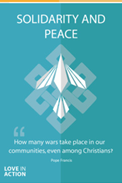 SOLIDARITY AND
PEACE
“
How many wars take place in our
communities, even among Christians?
Pope Francis
LOVE IN
ACTION